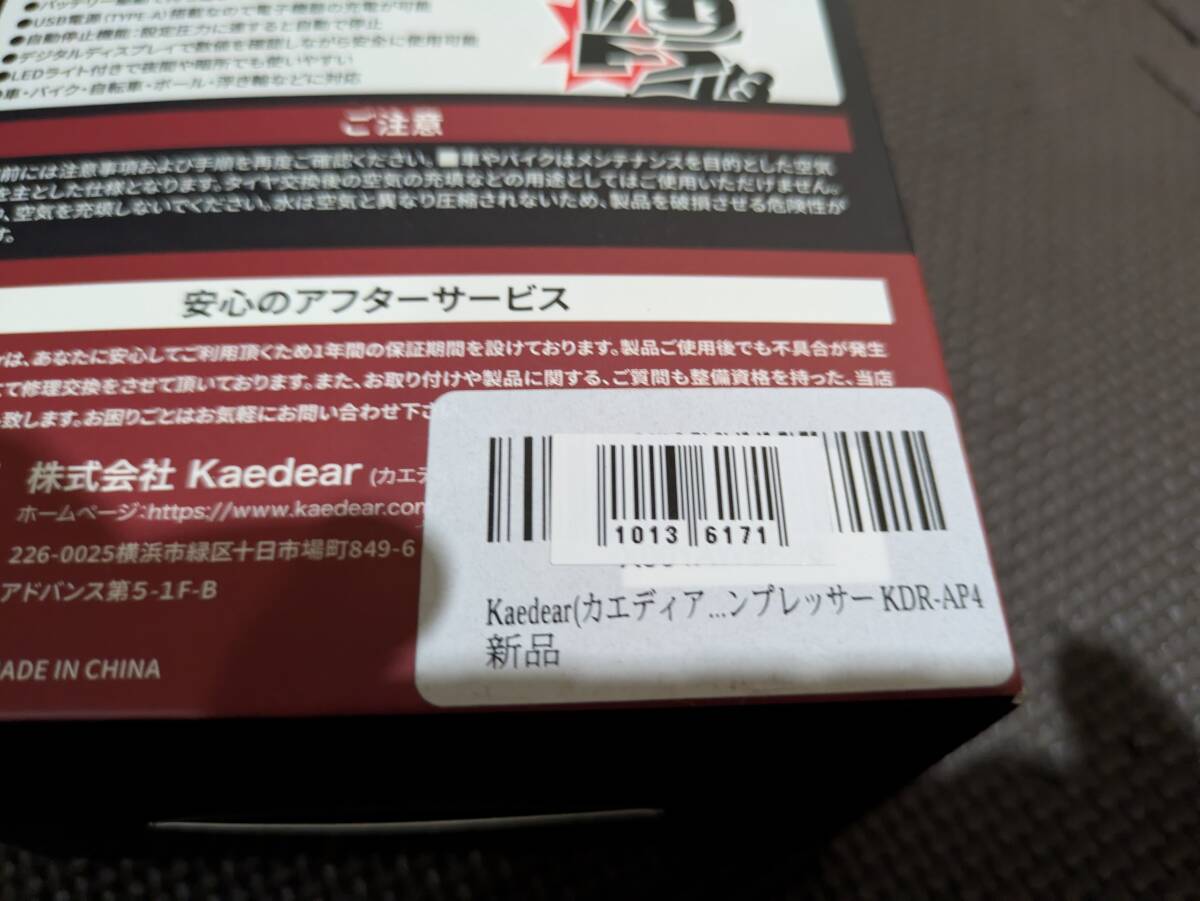 ●バッテリー駆動で
●USB電源(TYPE-A)搭載なので電子機器の充電が可能
●自動停止機能:設定圧力に達すると自動で停止
●デジタルディスプレイで数値を確認しながら安全に使用可能
●LEDライト付きで夜間や暗所でも使いやすい
車・バイク・自転車・ボール・浮き輪などに対応
ご注意
前には注意事項および手順を再度ご確認ください。■車やバイクはメンテナンスを目的とした空気
を主とした仕様となります。タイヤ交換後の空気の充填などの用途としてはご使用いただけません。
、空気を充填しないでください。水は空気と異なり圧縮されないため、製品を破損させる危険性が
す。
安心のアフターサービス
rは、あなたに安心してご利用頂くため1年間の保証期間を設けております。製品ご使用後でも不具合が発生
て修理交換をさせて頂いております。また、お取り付けや製品に関する、ご質問も整備資格を持った、当店
致します。お困りごとはお気軽にお問い合わせ下さい
株式会社 Kaedear (カエデ
ホームページ:https://www.kaedear.com
226-0025横浜市緑区十日市場町849-6
アドバンス第5-1F-B
MADE IN CHINA
1013 6171
Kaedear(カエディア...ンプレッサー KDR-AP4
新品